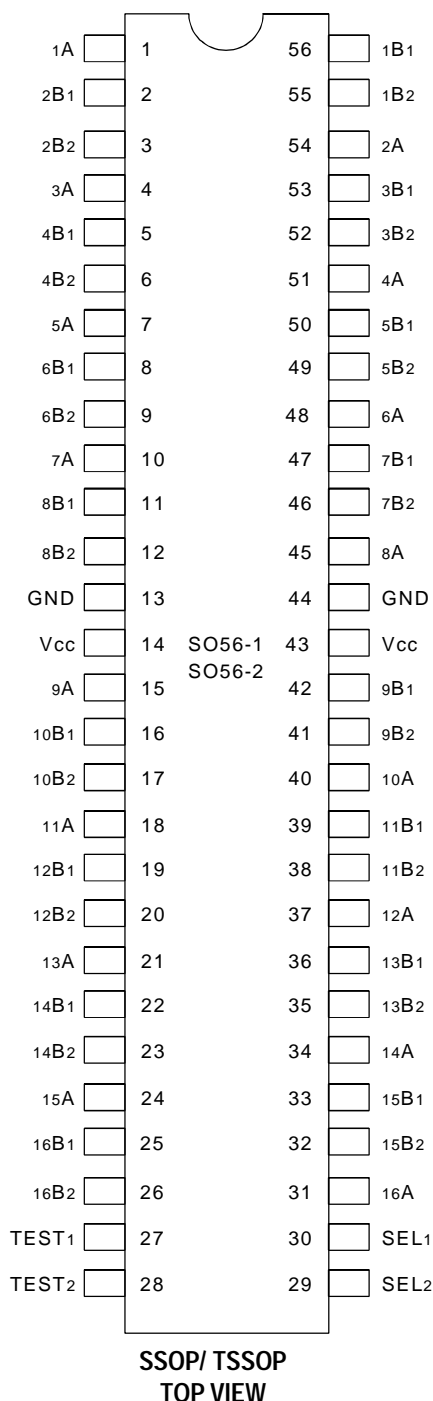 1A 1 56 1B1
2B1 2 55 1B2
2B2 3 54 2A
3A 4 53 3B1
4B1 5 52 3B2
4B2 6 51 4A
5A 7 50 5B1
6B1 8 49 5B2
6B2 9 48 6A
7A 10 47 7B1
8B1 11 46 7B2
8B2 12 45 8A
GND 13 44 GND
Vcc 14 SO56-1 43 Vcc
SO56-2
9A 15 42 9B1
10B1 16 41 9B2
10B2 17 40 10A
11A 18 39 11B1
12B1 19 38 11B2
12B2 20 37 12A
13A 21 36 13B1
14B1 22 35 13B2
14B2 23 34 14A
15A 24 33 15B1
16B1 25 32 15B2
16B2 26 31 16A
TEST1 27 30 SEL1
TEST2 28 29 SEL2
SSOP/ TSSOP
TOP VIEW